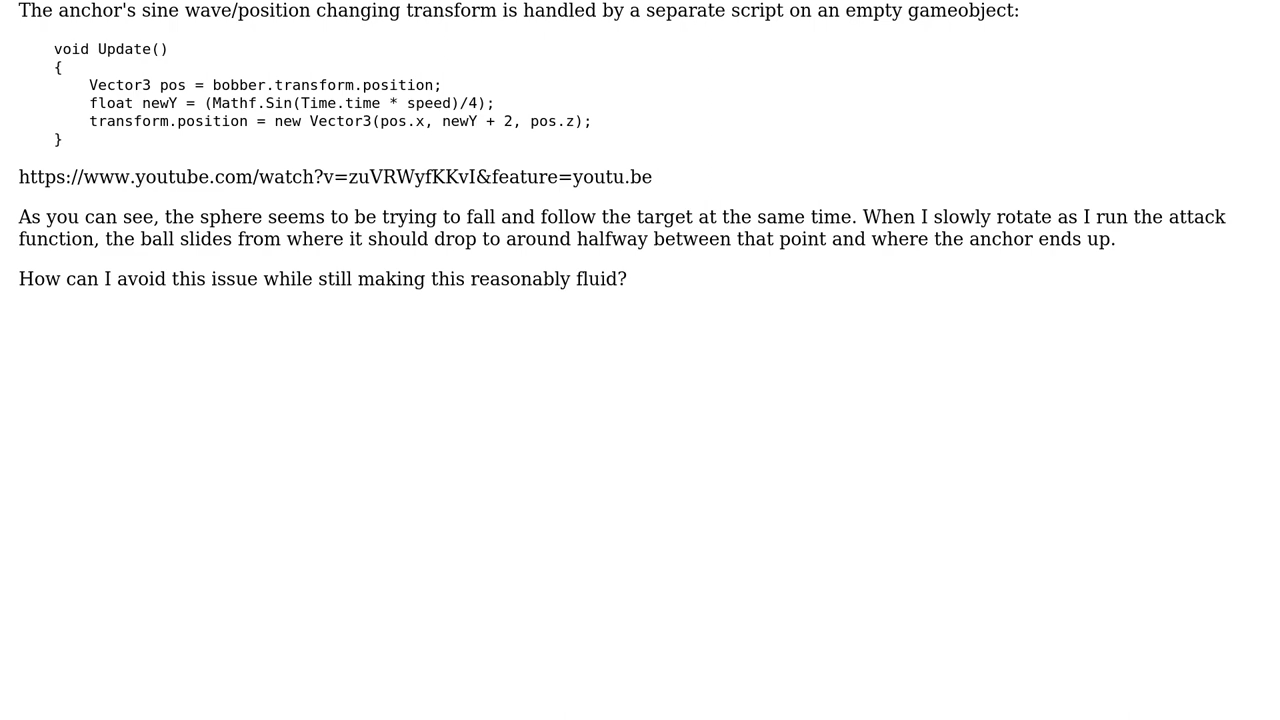 The anchor's sine wave/position changing transform is handled by a separate script on an empty gameobject:
void Update()
{
Vector3 pos = bobber.transform.position;
float newY = (Mathf.Sin(Time.time * speed)/4);
transform.position = new Vector3(pos.x, newY + 2, pos.z);
}
https://www.youtube.com/watch?v=zuVRWyfKKvI&feature=youtu.be
As you can see, the sphere seems to be trying to fall and follow the target at the same time. When I slowly rotate as I run the attack
function, the ball slides from where it should drop to around halfway between that point and where the anchor ends up.
How can I avoid this issue while still making this reasonably fluid?